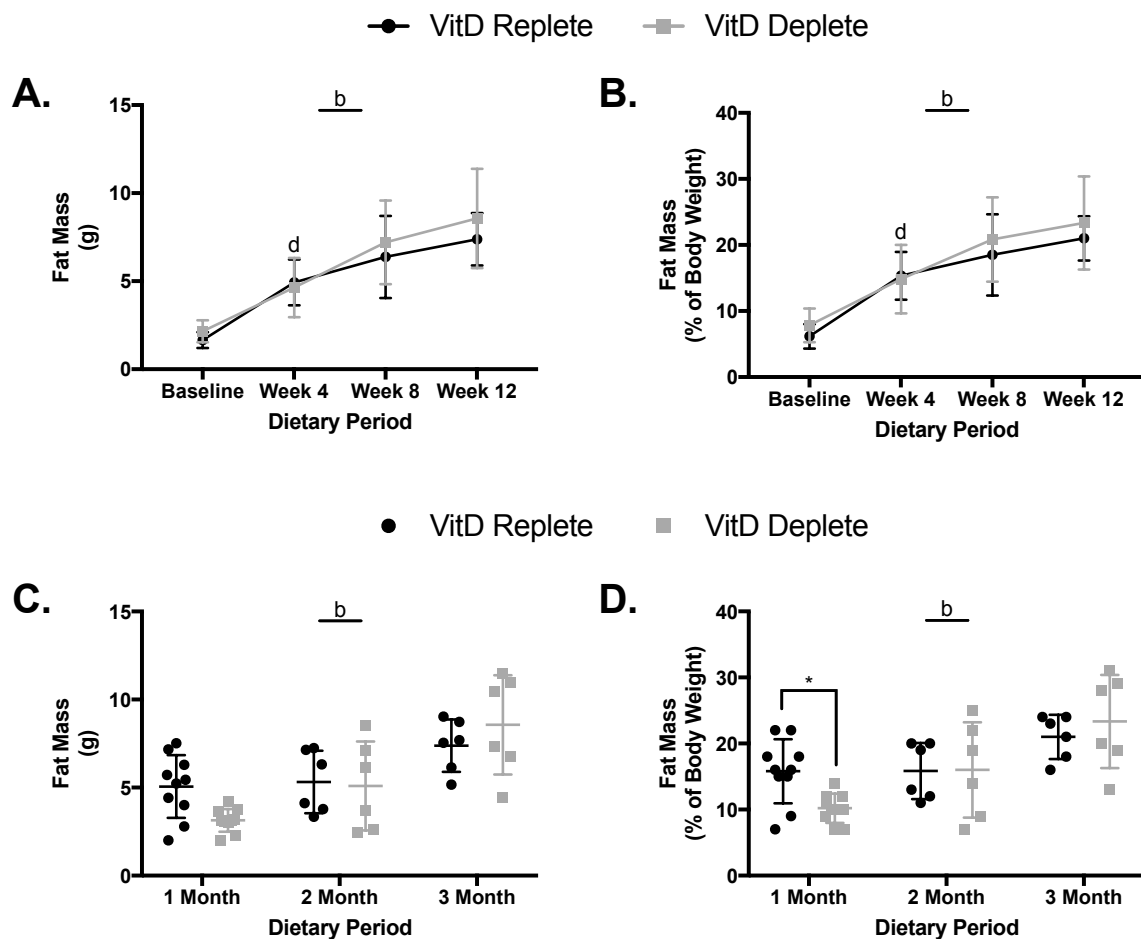 VitD Replete VitD Deplete
A.
b
15
10
5
0
Fat Mass
(g)
d
Baseline Week 4 Week 8 Week 12
Dietary Period
B.
b
40
30
20
10
0
Fat Mass
(% of Body Weight)
d
Baseline Week 4 Week 8 Week 12
Dietary Period
VitD Replete VitD Deplete
C.
b
15
10
5
0
Fat Mass
(g)
1 Month 2 Month 3 Month
Dietary Period
D.
b
40
30
20
10
0
Fat Mass
(% of Body Weight)
*
1 Month 2 Month 3 Month
Dietary Period